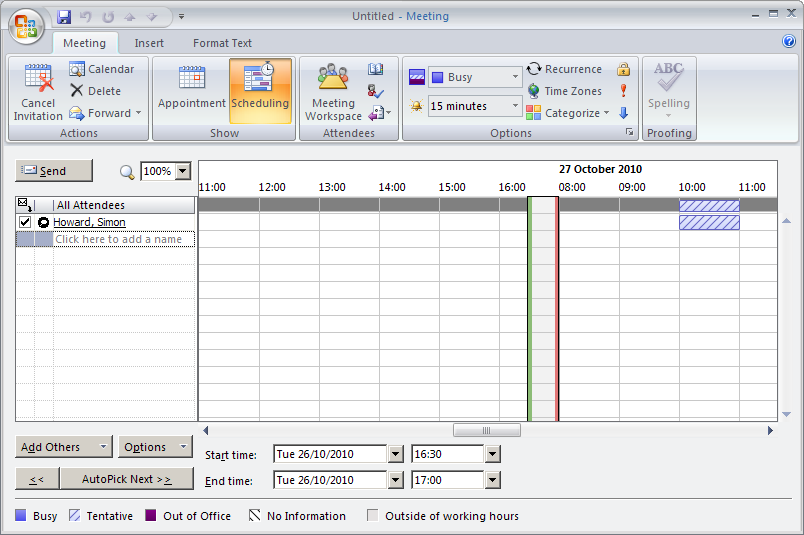 Untitled - Meeting
Meeting Insert Format Text
Cancel Invitation
Calendar
Delete
Forward
Actions
Appointment
Scheduling
Show
Meeting Workspace
Attendees
Busy
15 minutes
Recurrence
Time Zones
Categorize
Options
ABC
Spelling
Proofing
Send
100%
27 October 2010
11:00 12:00 13:00 14:00 15:00 16:00 08:00 09:00 10:00 11:00
All Attendees
Howard, Simon
Click here to add a name
Add Others Options
<< AutoPick Next >>
Start time: Tue 26/10/2010 16:30
End time: Tue 26/10/2010 17:00
Busy Tentative Out of Office No Information Outside of working hours